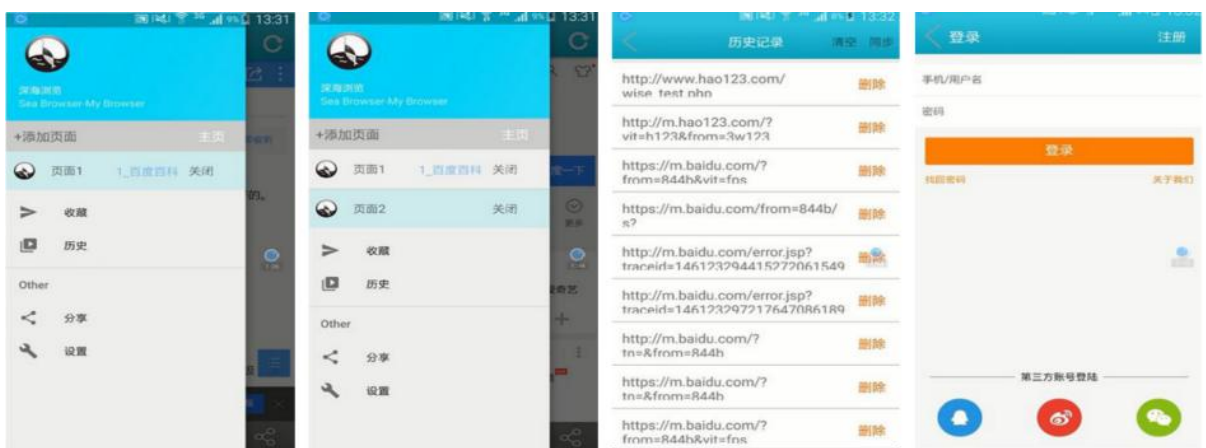 13:31
深海浏览
Sea Browser-My Browser
+添加页面 主页
页面1 1_百度百科 关闭
收藏
历史
Other
分享
设置
13:31
深海浏览
Sea Browser-My Browser
+添加页面 主页
页面1 1_百度百科 关闭
页面2 关闭
收藏
历史
Other
分享
设置
13:32
历史记录 清空 同步
http://www.hao123.com/
wise_test.php
删除
http://m.hao123.com/?
vit=h123&from=3w123
删除
https://m.baidu.com/?
from=844b&vit=fps
删除
https://m.baidu.com/from=844b/
s?
删除
http://m.baidu.com/error.jsp?
traceid=146123294415272061549
删除
http://m.baidu.com/error.jsp?
traceid=146123297217647086189
删除
http://m.baidu.com/?
tn=&from=844b
删除
https://m.baidu.com/?
tn=&from=844b
删除
https://m.baidu.com/?
from=844b&vit=fps
删除
登录 注册
手机/用户名
密码
登录
找回密码 关于我们
第三方账号登陆